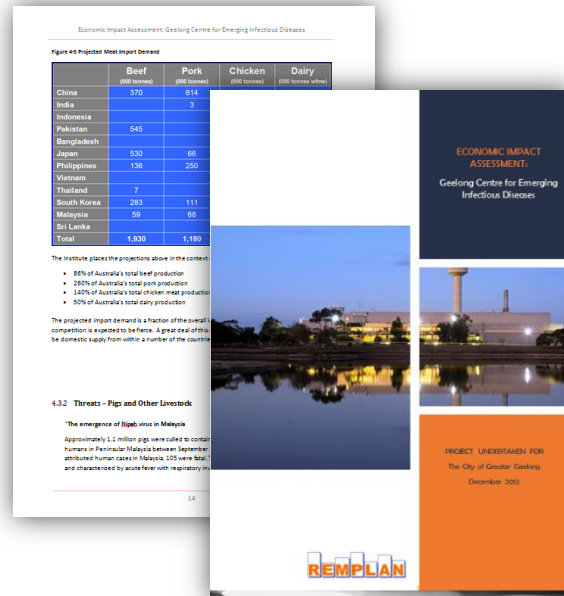 Economic Impact Assessment: Geelong Centre for Emerging Infectious Diseases
Figure 4-5 Projected Meet Import Demand
Beef Pork Chicken Dairy
(000 tonnes) (000 tonnes) (000 tonnes) (000 tonnes wfme)
China 370 814
India 3
Indonesia
Pakistan 545
Bangladesh
Japan 530 66
Philippines 136 250
Vietnam
Thailand 7
South Korea 283 111
Malaysia 59 68
Sri Lanka
Total 1,930 1,180
The Institute places the projections above in the context
• 86% of Australia's total beef production
• 260% of Australia's total pork production
• 140% of Australia's total chicken meat production
• 50% of Australia's total dairy production
The projected import demand is a fraction of the overall
competition is expected to be fierce. A great deal of this
be domestic supply from within a number of the countrie
4.3.2 Threats – Pigs and Other Livestock
"The emergence of Nipah virus in Malaysia
Approximately 1.1 million pigs were culled to contain
humans in Peninsular Malaysia between September
attributed human cases in Malaysia, 105 were fatal.
and characterised by acute fever with respiratory inv
14
ECONOMIC IMPACT
ASSESSMENT:
Geelong Centre for Emerging
Infectious Diseases
PROJECT UNDERTAKEN FOR
The City of Greater Geelong
December 2012
REMPLAN